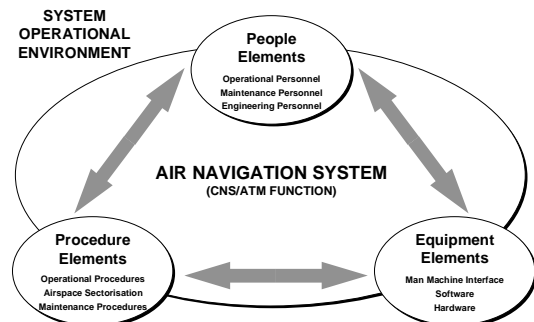 SYSTEM
OPERATIONAL
ENVIRONMENT
People
Elements
Operational Personnel
Maintenance Personnel
Engineering Personnel
AIR NAVIGATION SYSTEM
(CNS/ATM FUNCTION)
Procedure
Elements
Operational Procedures
Airspace Sectorisation
Maintenance Procedures
Equipment
Elements
Man Machine Interface
Software
Hardware